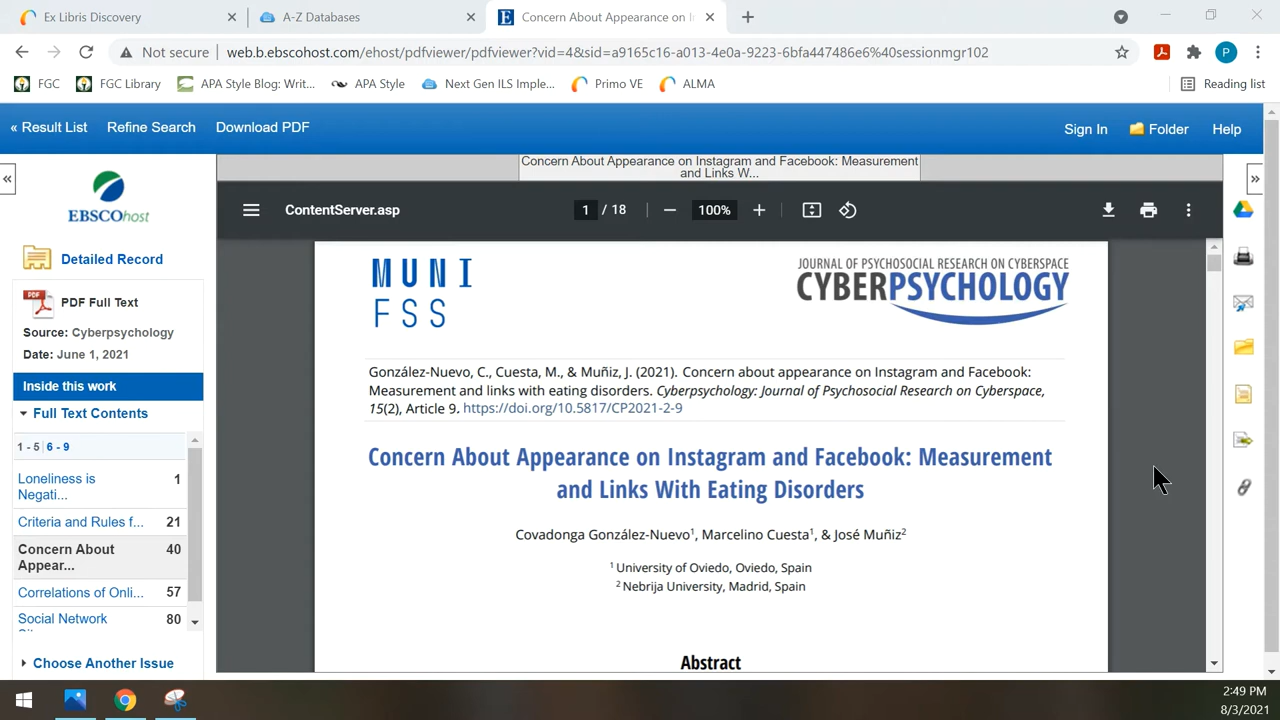 Ex Libris Discovery
A-Z Databases
Concern About Appearance on I
Not secure
web.b.ebscohost.com/ehost/pdfviewer/pdfviewer?vid=4&sid=a9165c16-a013-4e0a-9223-6bfa447486e6%40sessionmgr102
P
FGC
FGC Library
APA Style Blog: Writ...
APA Style
Next Gen ILS Imple...
Primo VE
ALMA
Reading list
« Result List
Refine Search
Download PDF
Sign In
Folder
Help
«
»
Concern About Appearance on Instagram and Facebook: Measurement
and Links W...
EBSCOhost
Detailed Record
PDF
PDF Full Text
Source: Cyberpsychology
Date: June 1, 2021
Inside this work
Full Text Contents
1 - 5 | 6 - 9
Loneliness is 1
Negati...
Criteria and Rules f... 21
Concern About 40
Appear...
Correlations of Onli... 57
Social Network 80
Choose Another Issue
ContentServer.asp
1 / 18
100%
MUNI
FSS
JOURNAL OF PSYCHOSOCIAL RESEARCH ON CYBERSPACE
CYBERPSYCHOLOGY
González-Nuevo, C., Cuesta, M., & Muñiz, J. (2021). Concern about appearance on Instagram and Facebook:
Measurement and links with eating disorders. Cyberpsychology: Journal of Psychosocial Research on Cyberspace,
15(2), Article 9. https://doi.org/10.5817/CP2021-2-9
Concern About Appearance on Instagram and Facebook: Measurement
and Links With Eating Disorders
Covadonga González-Nuevo¹, Marcelino Cuesta¹, & José Muñiz²
¹ University of Oviedo, Oviedo, Spain
² Nebrija University, Madrid, Spain
Abstract
2:49 PM
8/3/2021